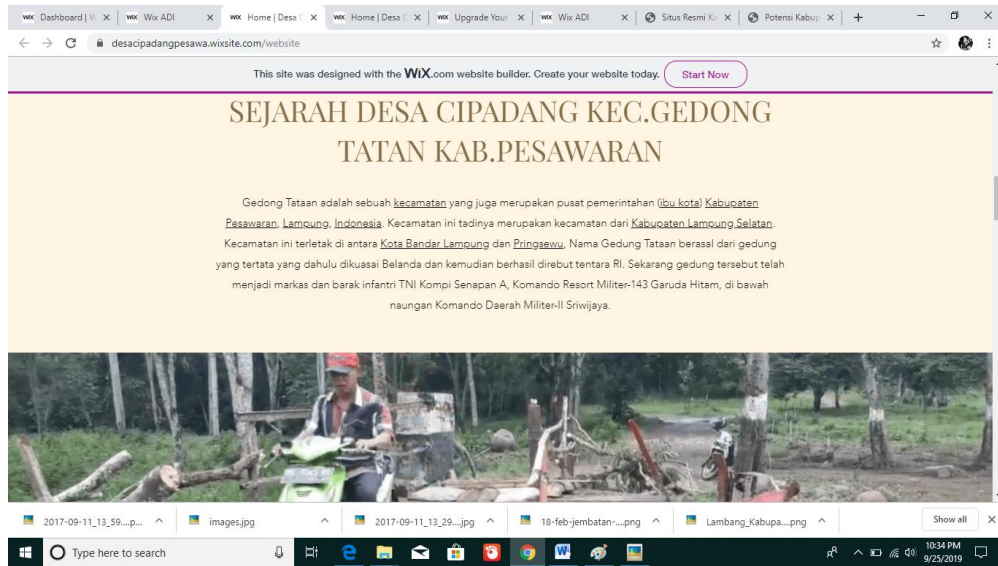 Dashboard | W
Wix ADI
Home | Desa C
Home | Desa C
Upgrade Your
Wix ADI
Situs Resmi Ka
Potensi Kabup
desacipadangpesawa.wixsite.com/website
This site was designed with the WiX.com website builder. Create your website today. Start Now
SEJARAH DESA CIPADANG KEC.GEDONG
TATAN KAB.PESAWARAN
Gedong Tataan adalah sebuah kecamatan yang juga merupakan pusat pemerintahan (ibu kota) Kabupaten
Pesawaran, Lampung, Indonesia. Kecamatan ini tadinya merupakan kecamatan dari Kabupaten Lampung Selatan.
Kecamatan ini terletak di antara Kota Bandar Lampung dan Pringsewu, Nama Gedung Tataan berasal dari gedung
yang tertata yang dahulu dikuasai Belanda dan kemudian berhasil direbut tentara RI. Sekarang gedung tersebut telah
menjadi markas dan barak infantri TNI Kompi Senapan A, Komando Resort Militer-143 Garuda Hitam, di bawah
naungan Komando Daerah Militer-II Sriwijaya.
2017-09-11_13_59....p...
images.jpg
2017-09-11_13_29....jpg
18-feb-jembatan-....png
Lambang_Kabupa....png
Show all
Type here to search
10:34 PM
9/25/2019